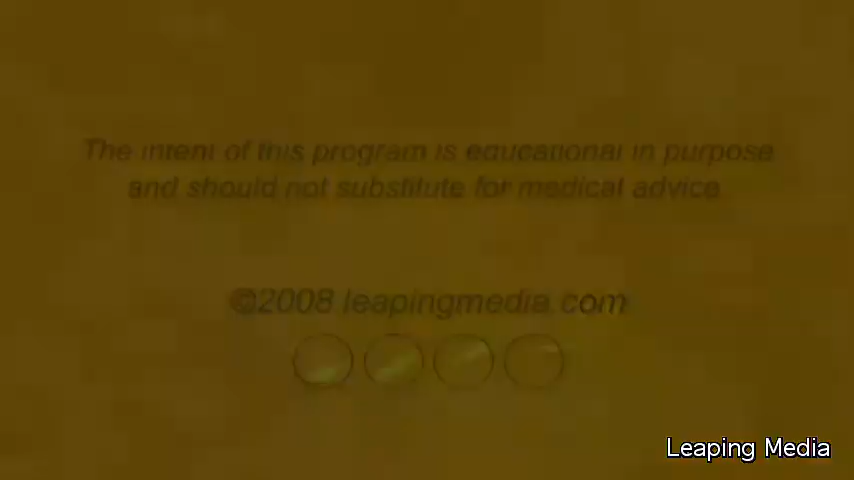 The intent of this program is educational in purpose
and should not substitute for medical advice
©2008 leapingmedia.com
Leaping Media